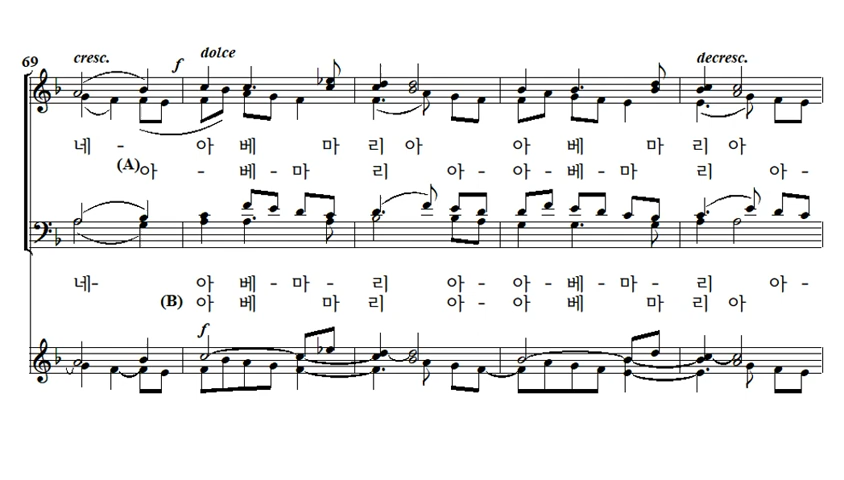 cresc. f dolce decresc.
69
네 - 아 베 마 리 아 아 베 마 리 아
(A) 아 - 베 - 마 리 아 - 아 - 베 - 마 리 아 -
네 - 아 베 - 마 - 리 아 - 아 - 베 - 마 - 리 아 -
(B) 아 베 마 리 아 - 아 베 마 리 아
f